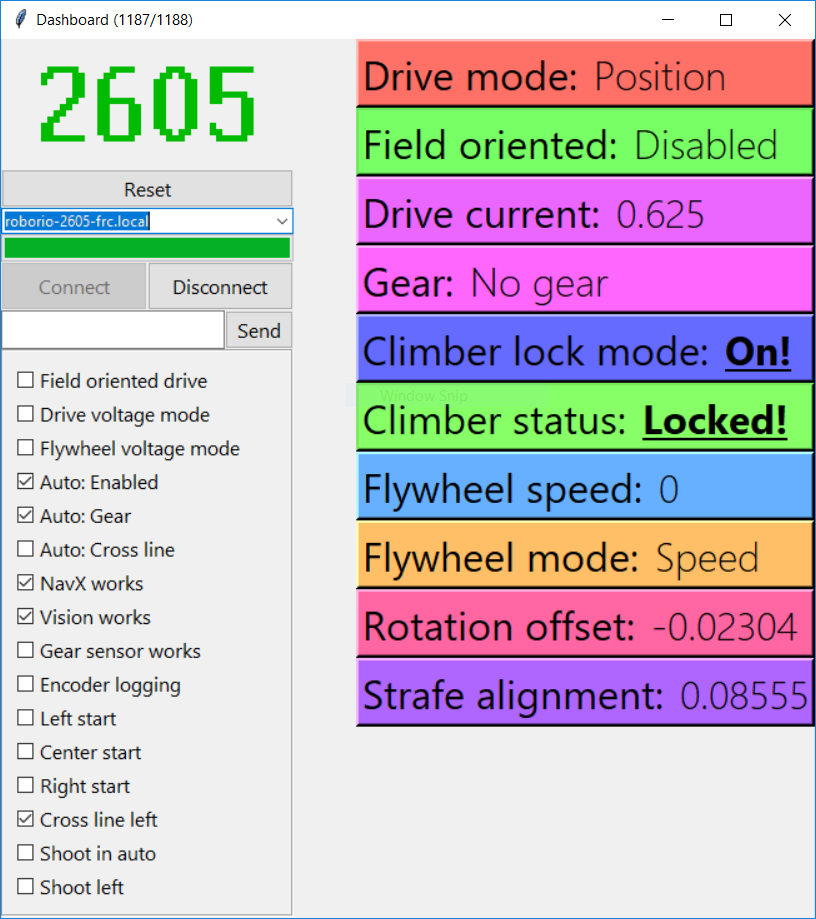 Dashboard (1187/1188)
2605
Reset
roborio-2605-frc.local
Connect
Disconnect
Send
Field oriented drive
Drive voltage mode
Flywheel voltage mode
Auto: Enabled
Auto: Gear
Auto: Cross line
NavX works
Vision works
Gear sensor works
Encoder logging
Left start
Center start
Right start
Cross line left
Shoot in auto
Shoot left
Drive mode: Position
Field oriented: Disabled
Drive current: 0.625
Gear: No gear
Climber lock mode: On!
Window Snip
Climber status: Locked!
Flywheel speed: 0
Flywheel mode: Speed
Rotation offset: -0.02304
Strafe alignment: 0.08555